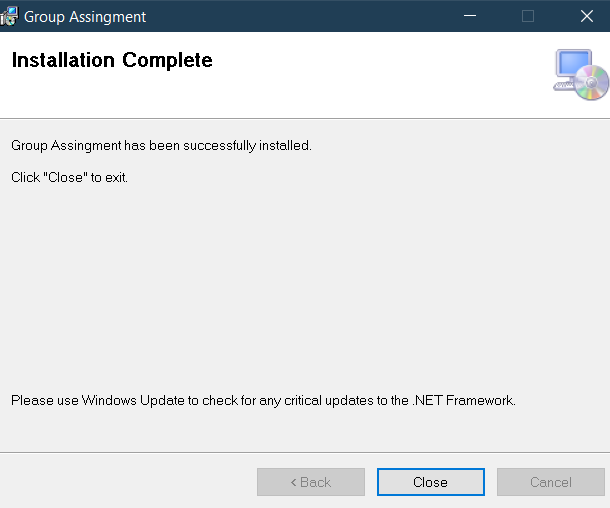 Group Assingment
Installation Complete
Group Assingment has been successfully installed.
Click "Close" to exit.
Please use Windows Update to check for any critical updates to the .NET Framework.
< Back
Close
Cancel